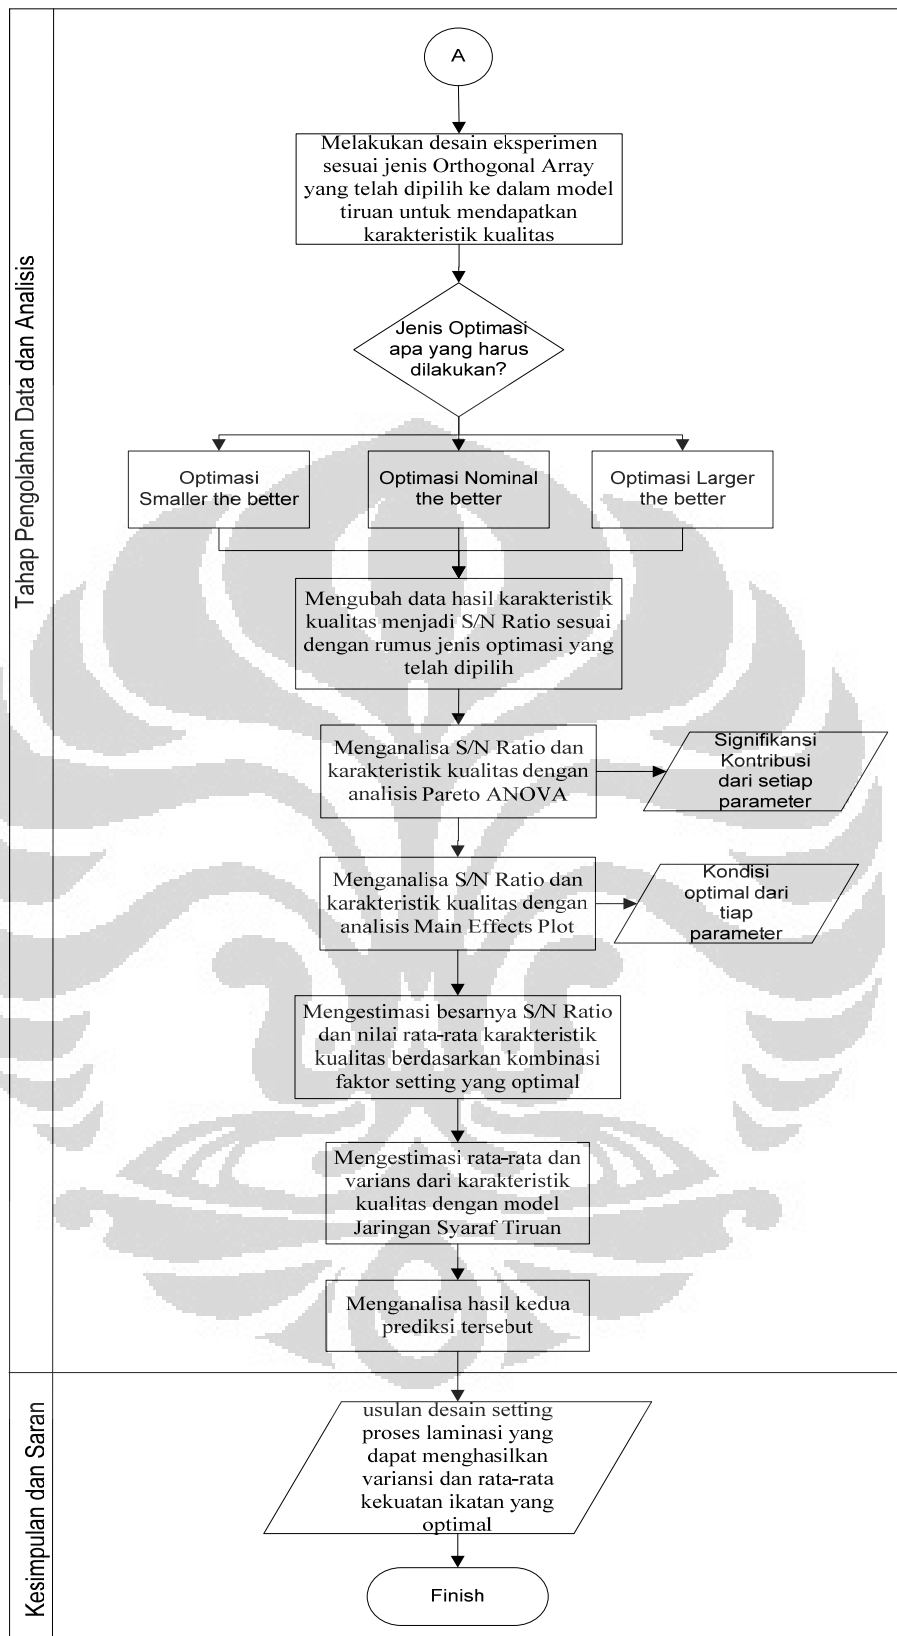 A
Melakukan desain eksperimen
sesuai jenis Orthogonal Array
yang telah dipilih ke dalam model
tiruan untuk mendapatkan
karakteristik kualitas
Jenis Optimasi
apa yang harus
dilakukan?
Optimasi
Smaller the better
Optimasi Nominal
the better
Optimasi Larger
the better
Mengubah data hasil karakteristik
kualitas menjadi S/N Ratio sesuai
dengan rumus jenis optimasi yang
telah dipilih
Menganalisa S/N Ratio dan
karakteristik kualitas dengan
analisis Pareto ANOVA
Signifikansi
Kontribusi
dari setiap
parameter
Menganalisa S/N Ratio dan
karakteristik kualitas dengan
analisis Main Effects Plot
Kondisi
optimal dari
tiap
parameter
Mengestimasi besarnya S/N Ratio
dan nilai rata-rata karakteristik
kualitas berdasarkan kombinasi
faktor setting yang optimal
Mengestimasi rata-rata dan
varians dari karakteristik
kualitas dengan model
Jaringan Syaraf Tiruan
Menganalisa hasil kedua
prediksi tersebut
Tahap Pengolahan Data dan Analisis
usulan desain setting
proses laminasi yang
dapat menghasilkan
variansi dan rata-rata
kekuatan ikatan yang
optimal
Finish
Kesimpulan dan Saran